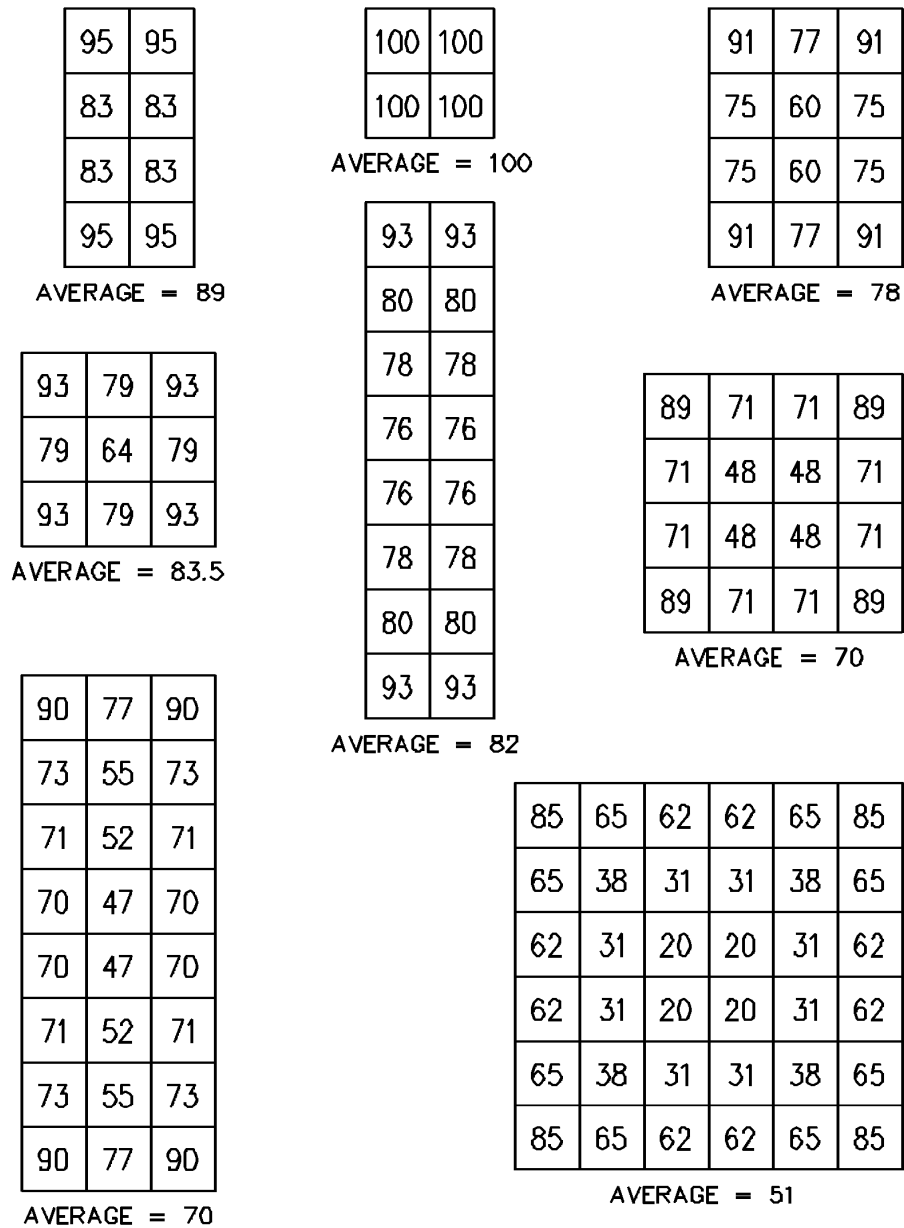 95 95
83 83
83 83
95 95
AVERAGE = 89
100 100
100 100
AVERAGE = 100
91 77 91
75 60 75
75 60 75
91 77 91
AVERAGE = 78
93 79 93
79 64 79
93 79 93
AVERAGE = 83.5
93 93
80 80
78 78
76 76
76 76
78 78
80 80
93 93
AVERAGE = 82
89 71 71 89
71 48 48 71
71 48 48 71
89 71 71 89
AVERAGE = 70
90 77 90
73 55 73
71 52 71
70 47 70
70 47 70
71 52 71
73 55 73
90 77 90
AVERAGE = 70
85 65 62 62 65 85
65 38 31 31 38 65
62 31 20 20 31 62
62 31 20 20 31 62
65 38 31 31 38 65
85 65 62 62 65 85
AVERAGE = 51